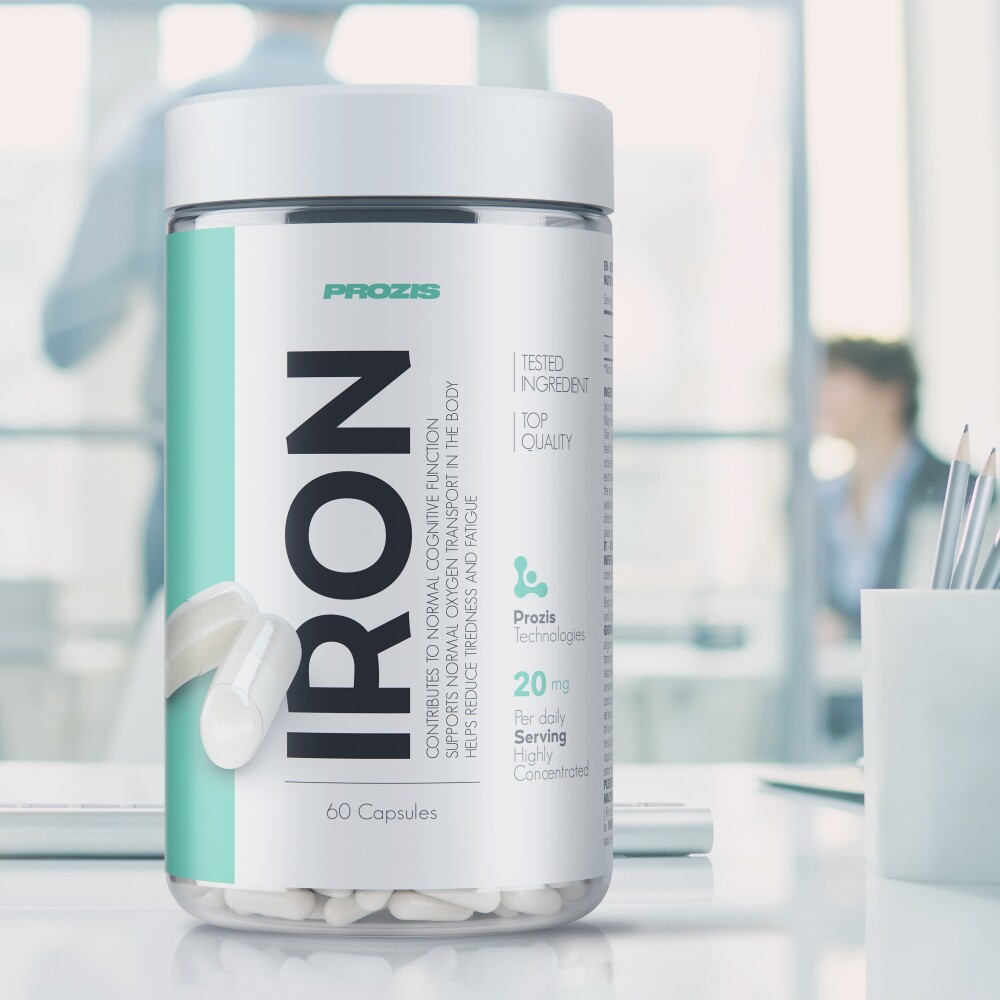 PROZIS
IRON
CONTRIBUTES TO NORMAL COGNITIVE FUNCTION
SUPPORTS NORMAL OXYGEN TRANSPORT IN THE BODY
HELPS REDUCE TIREDNESS AND FATIGUE
60 Capsules
TESTED
INGREDIENT
TOP
QUALITY
Prozis
Technologies
20 mg
Per daily
Serving
Highly
Concentrated